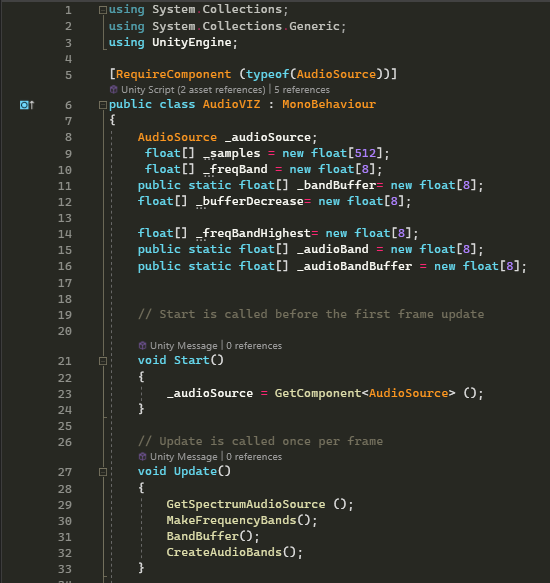 1 using System.Collections;
2 using System.Collections.Generic;
3 using UnityEngine;
4
5 [RequireComponent (typeof(AudioSource))]
Unity Script (2 asset references) | 5 references
6 public class AudioVIZ : MonoBehaviour
7 {
8 AudioSource _audioSource;
9 float[] _samples = new float[512];
10 float[] _freqBand = new float[8];
11 public static float[] _bandBuffer= new float[8];
12 float[] _bufferDecrease= new float[8];
13
14 float[] _freqBandHighest= new float[8];
15 public static float[] _audioBand = new float[8];
16 public static float[] _audioBandBuffer = new float[8];
17
18
19 // Start is called before the first frame update
20
Unity Message | 0 references
21 void Start()
22 {
23 _audioSource = GetComponent<AudioSource> ();
24 }
25
26 // Update is called once per frame
Unity Message | 0 references
27 void Update()
28 {
29 GetSpectrumAudioSource ();
30 MakeFrequencyBands();
31 BandBuffer();
32 CreateAudioBands();
33 }